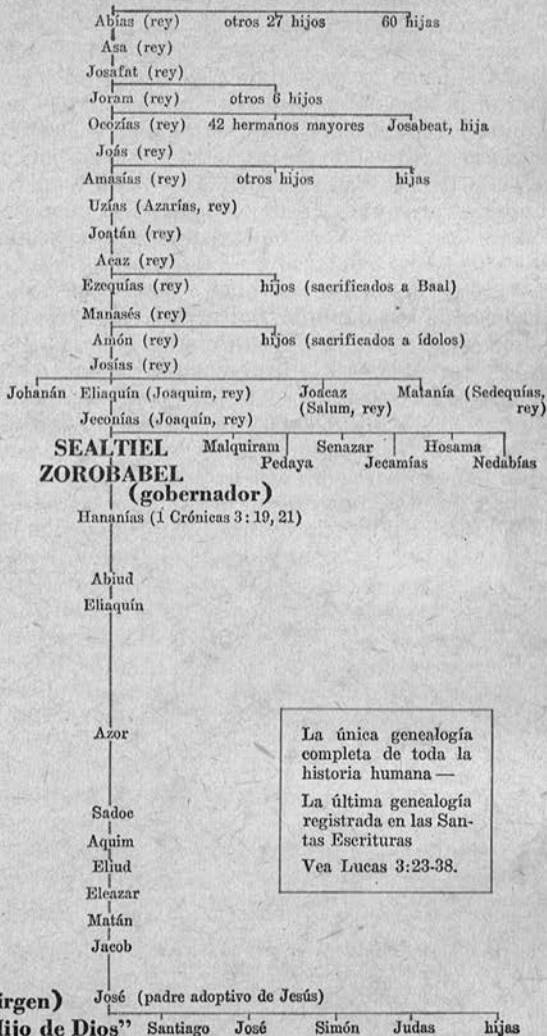 Abías (rey) otros 27 hijos 60 hijas
Asa (rey)
Josafat (rey)
Joram (rey) otros 6 hijos
Ocozías (rey) 42 hermanos mayores Josabeat, hija
Joás (rey)
Amasías (rey) otros hijos hijas
Uzías (Azarías, rey)
Joatán (rey)
Acaz (rey)
Ezequías (rey) hijos (sacrificados a Baal)
Manasés (rey)
Amón (rey) hijos (sacrificados a ídolos)
Josías (rey)
Johanán Eliaquín (Joaquim, rey) Joacaz Matanía (Sedequías,
(Salum, rey) rey)
Jeconías (Joaquín, rey)
SEALTIEL Malquiram Senazar Hosama
Pedaya Jecamías Nedabías
ZOROBABEL
(gobernador)
Hananías (1 Crónicas 3:19, 21)
Abiud
Eliaquín
Azor
La única genealogía
completa de toda la
historia humana —
La última genealogía
registrada en las San-
tas Escrituras
Vea Lucas 3:23-38.
Sadoc
Aquim
Eliud
Eleazar
Matán
Jacob
irgen) José (padre adoptivo de Jesús)
Hijo de Dios” Santiago José Simón Judas hijas